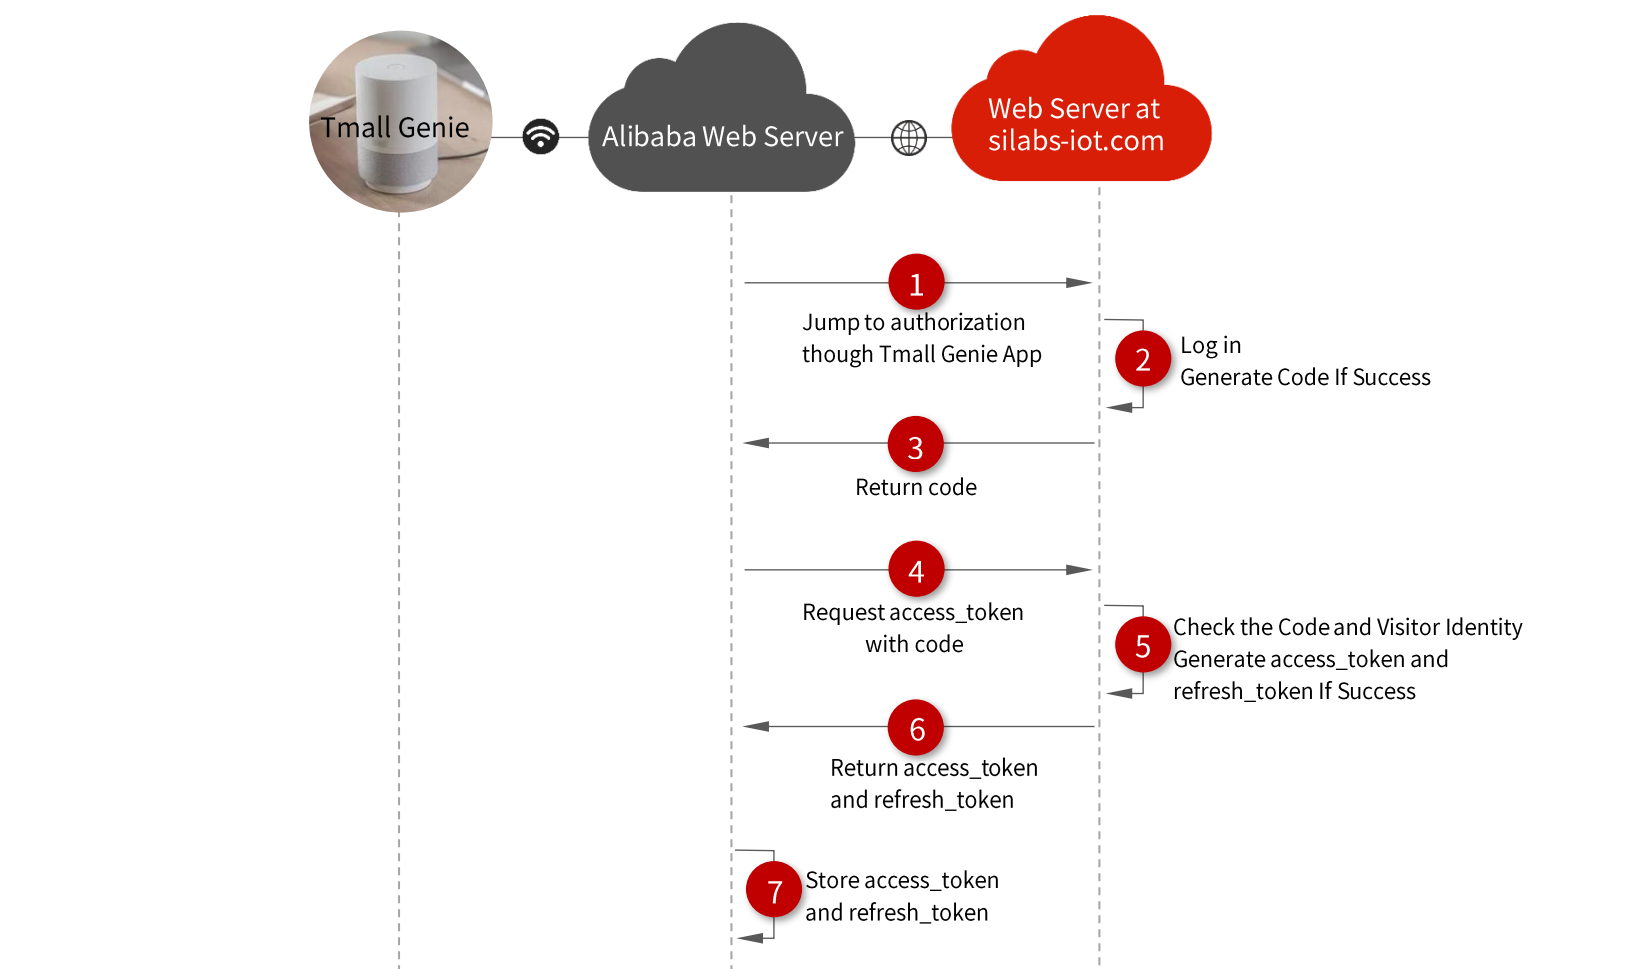 Tmall Genie
Alibaba Web Server
Web Server at
silabs-iot.com
1
Jump to authorization
though Tmall Genie App
2
Log in
Generate Code If Success
3
Return code
4
Request access_token
with code
5
Check the Code and Visitor Identity
Generate access_token and
refresh_token If Success
6
Return access_token
and refresh_token
7
Store access_token
and refresh_token